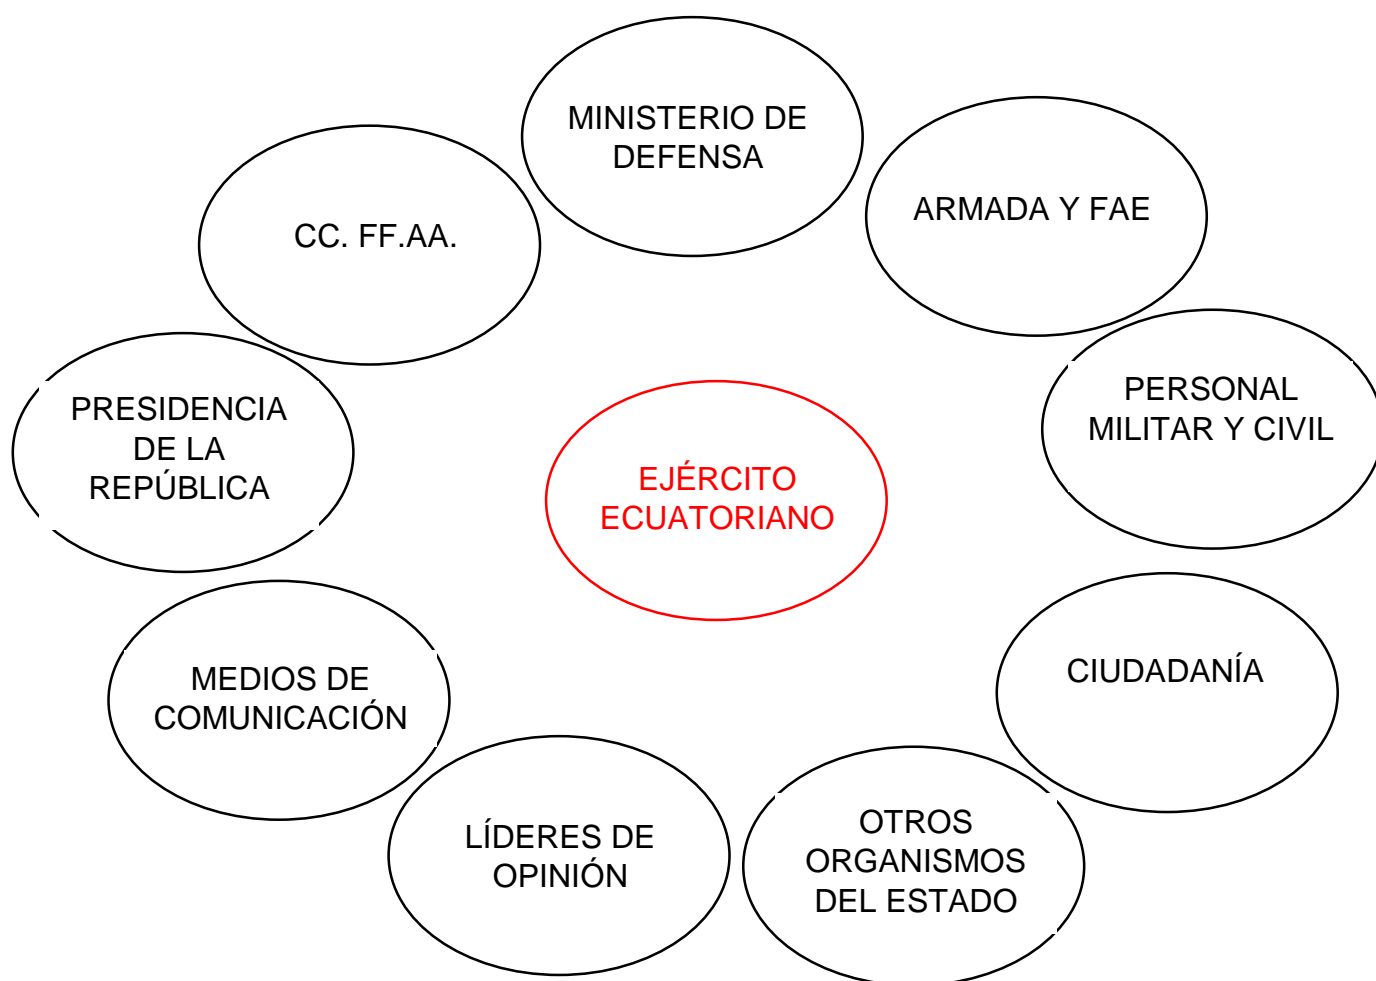 MINISTERIO DE
DEFENSA
ARMADA Y FAE
CC. FF.AA.
PERSONAL
MILITAR Y CIVIL
PRESIDENCIA
DE LA
REPÚBLICA
EJÉRCITO
ECUATORIANO
CIUDADANÍA
MEDIOS DE
COMUNICACIÓN
LÍDERES DE
OPINIÓN
OTROS
ORGANISMOS
DEL ESTADO